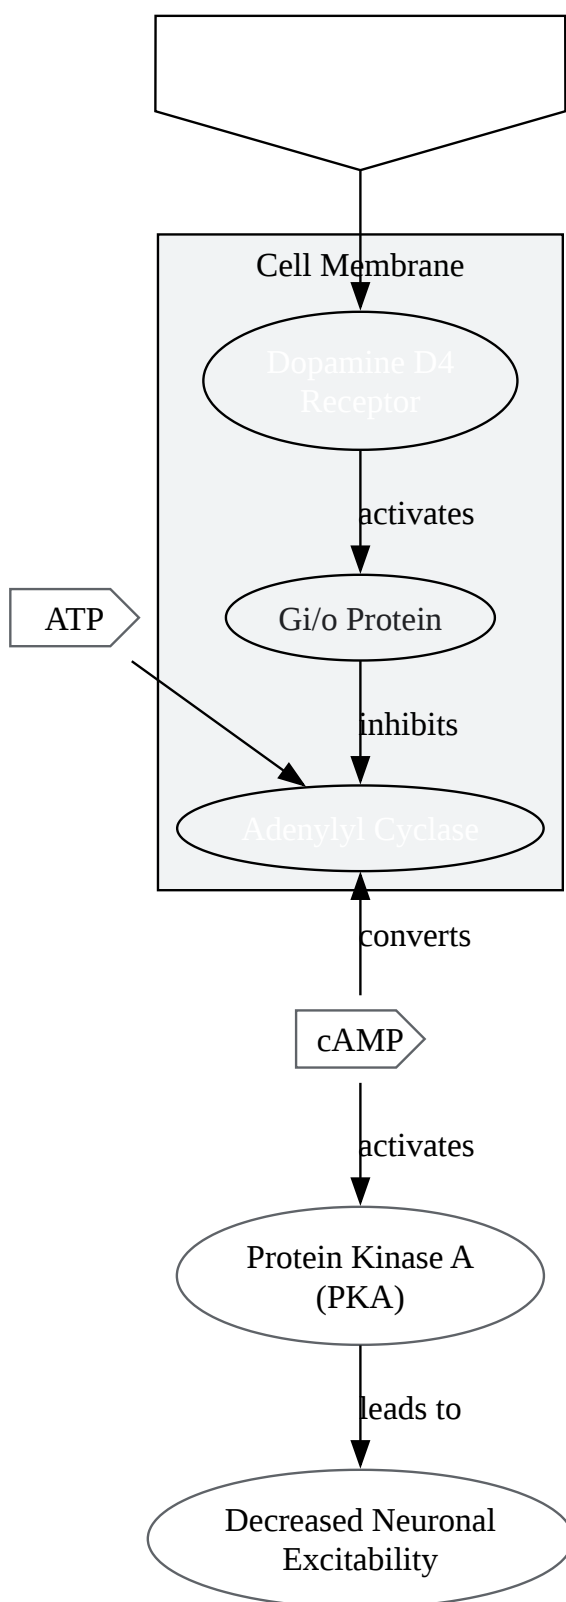 Cell Membrane
Dopamine D4
Receptor
activates
Gi/o Protein
ATP
inhibits
Adenylyl Cyclase
converts
cAMP
activates
Protein Kinase A
(PKA)
leads to
Decreased Neuronal
Excitability